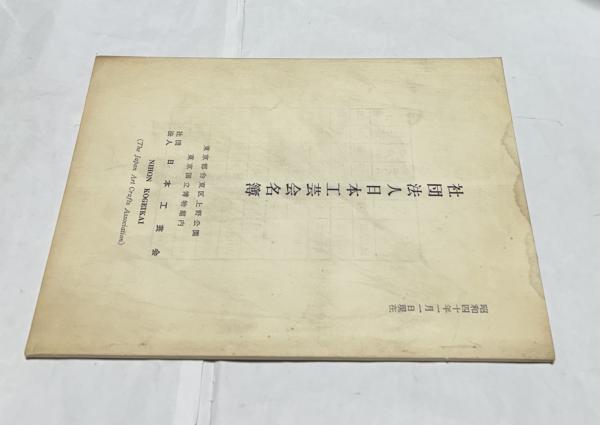 社団法人日本工芸会名簿
昭和四十年一月一日現在
東京都台東区上野公園
東京国立博物館内
社団法人 日本工芸会
NIHON KOGEIKAI
(The Japan Art Crafts Association)